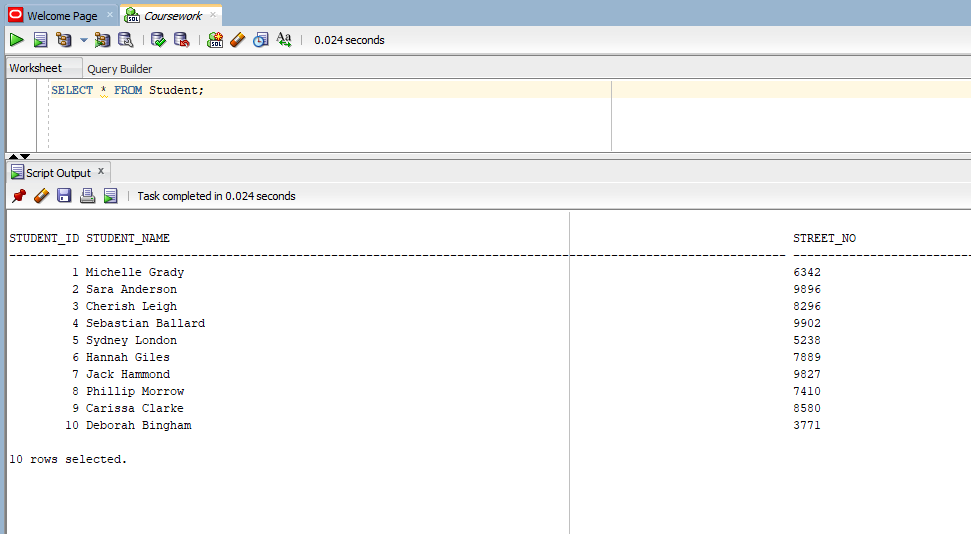 Welcome Page
Coursework
SQL
Aa
0.024 seconds
Worksheet
Query Builder
SELECT * FROM Student;
Script Output x
Task completed in 0.024 seconds
STUDENT_ID STUDENT_NAME STREET_NO
1 Michelle Grady 6342
2 Sara Anderson 9896
3 Cherish Leigh 8296
4 Sebastian Ballard 9902
5 Sydney London 5238
6 Hannah Giles 7889
7 Jack Hammond 9827
8 Phillip Morrow 7410
9 Carissa Clarke 8580
10 Deborah Bingham 3771
10 rows selected.